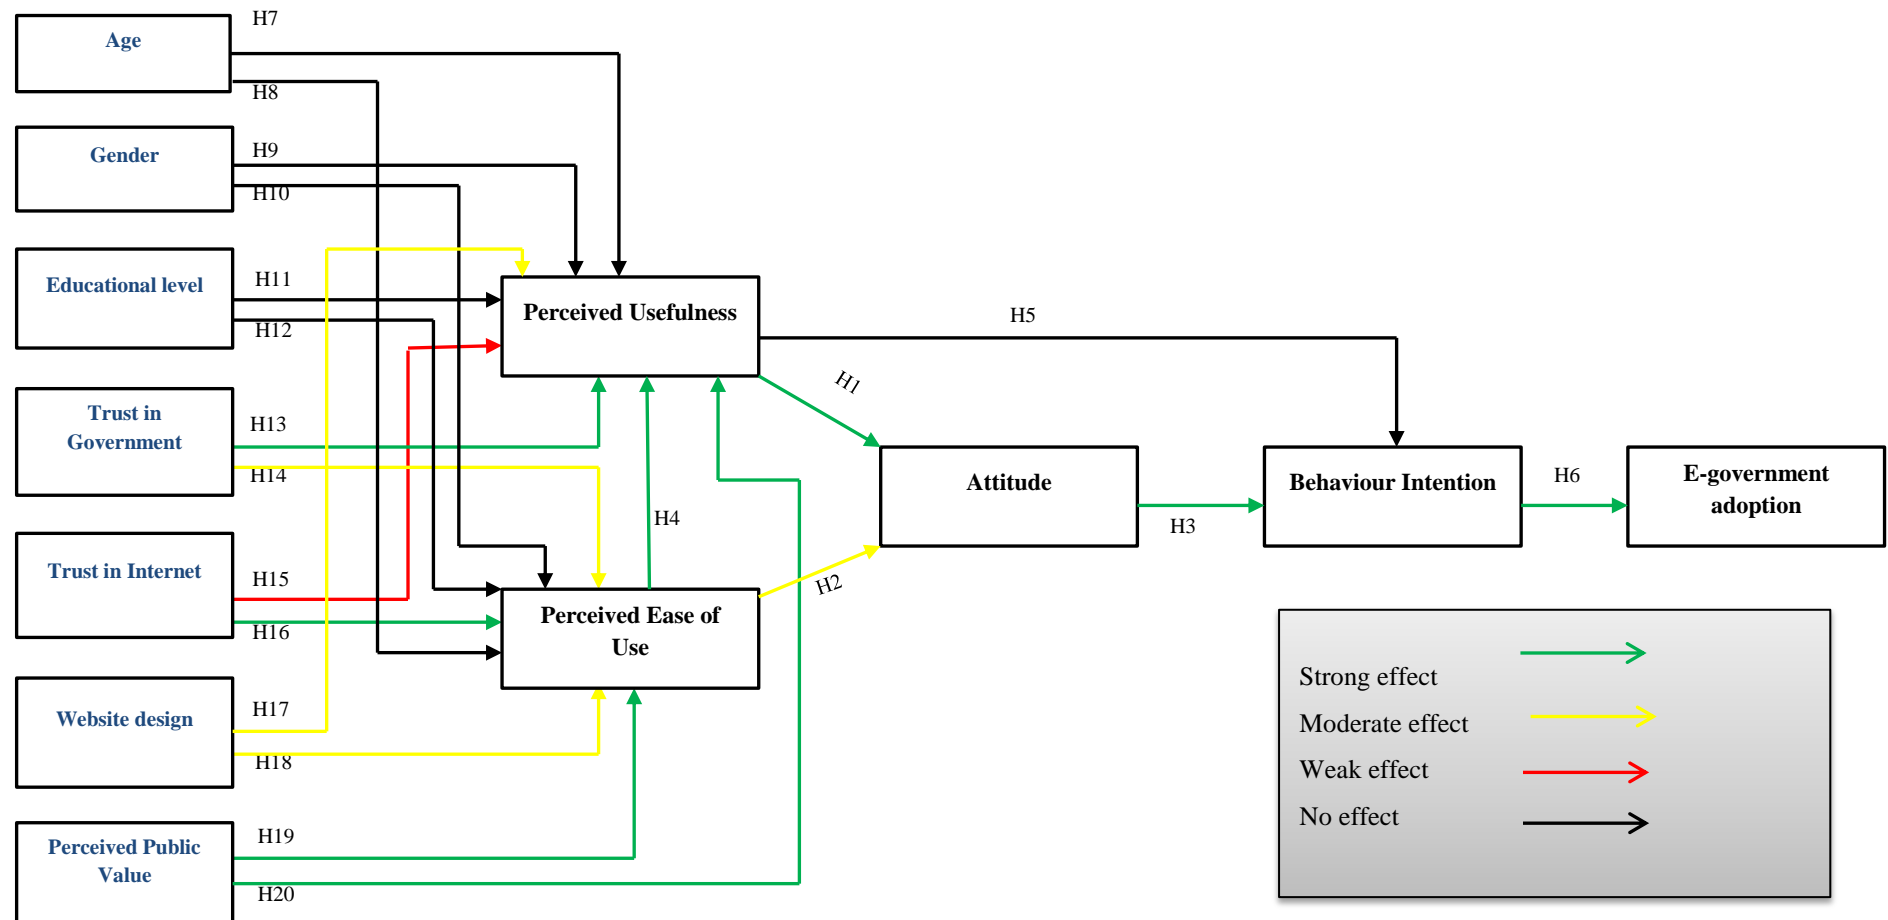 H7
Age
H8
Gender
H9
H10
Educational level
H11
H12
Perceived Usefulness
H5
H1
Trust in
Government
H13
H14
Attitude
Behaviour Intention
H6
E-government
adoption
H3
H4
Trust in Internet
H15
H16
H2
Perceived Ease of
Use
Website design
H17
H18
Strong effect
Moderate effect
Weak effect
No effect
Perceived Public
Value
H19
H20